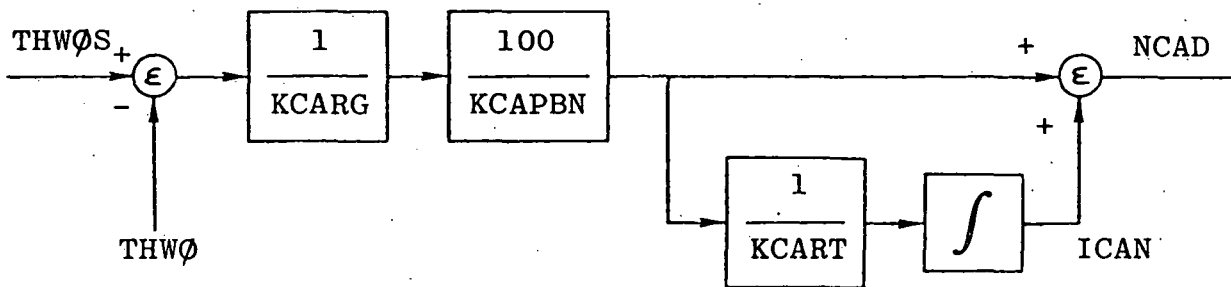 THWØS
+
ε
-
THWØ
1
KCARG
100
KCAPBN
1
KCART
∫
ICAN
+
+
ε
NCAD